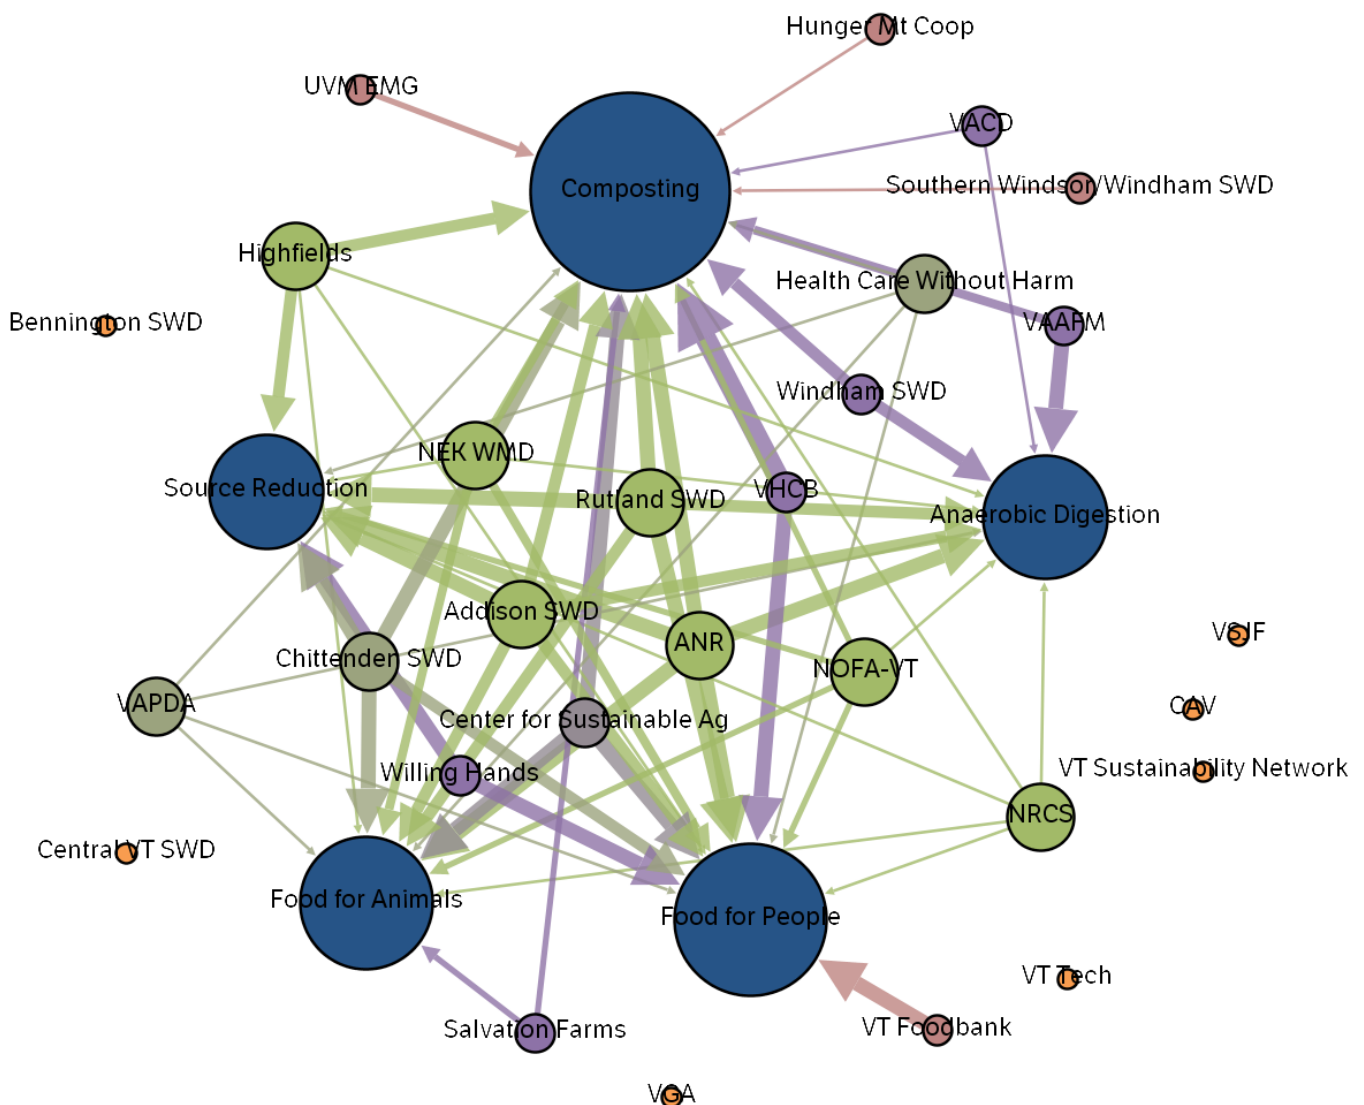 Hunger Mt Coop
UVM EMG
VACD
Composting
Southern Windsor/Windham SWD
Highfields
Health Care Without Harm
Bennington SWD
VAAFM
Windham SWD
NEK WMD
Source Reduction
Rutland SWD
VHCB
Anaerobic Digestion
Addison SWD
ANR
VSJF
Chittenden SWD
NOFA-VT
VAPDA
CAV
Center for Sustainable Ag
Willing Hands
VT Sustainability Network
NRCS
Central VT SWD
Food for Animals
Food for People
VT Tech
Salvation Farms
VT Foodbank
VGA